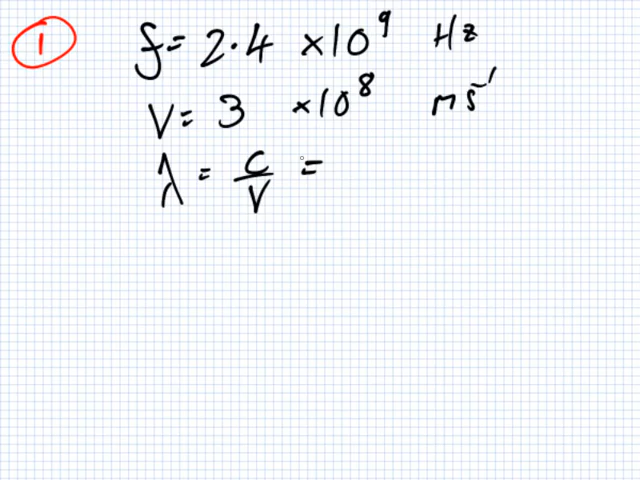 ① f = 2.4 ×10⁹ Hz
V = 3 ×10⁸ ms⁻¹
λ = C/V =